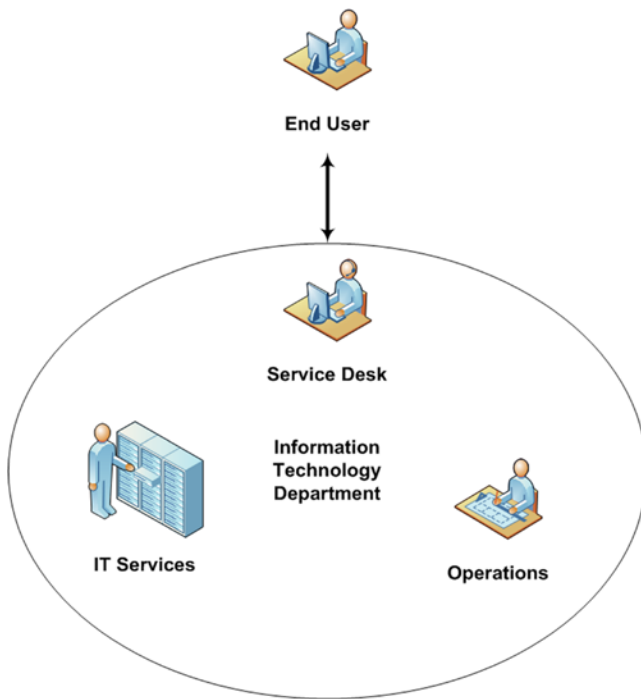 End User
Service Desk
Information
Technology
Department
IT Services
Operations